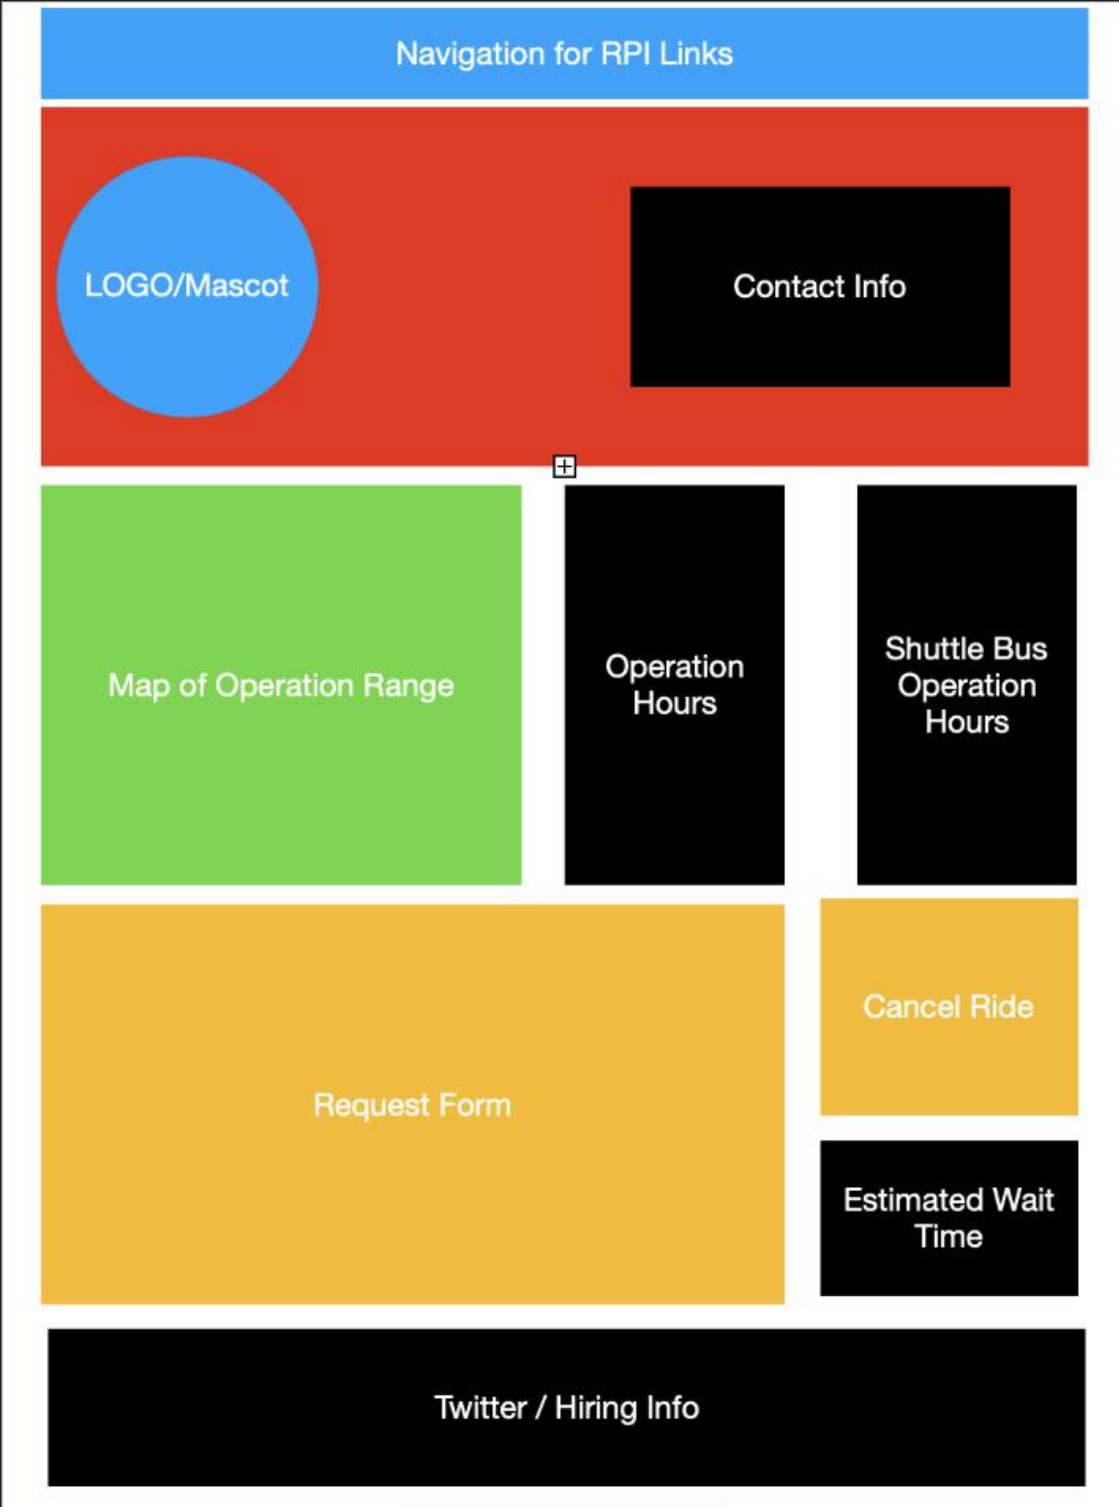 Navigation for RPI Links
LOGO/Mascot
Contact Info
Map of Operation Range
Operation
Hours
Shuttle Bus
Operation
Hours
Request Form
Cancel Ride
Estimated Wait
Time
Twitter / Hiring Info